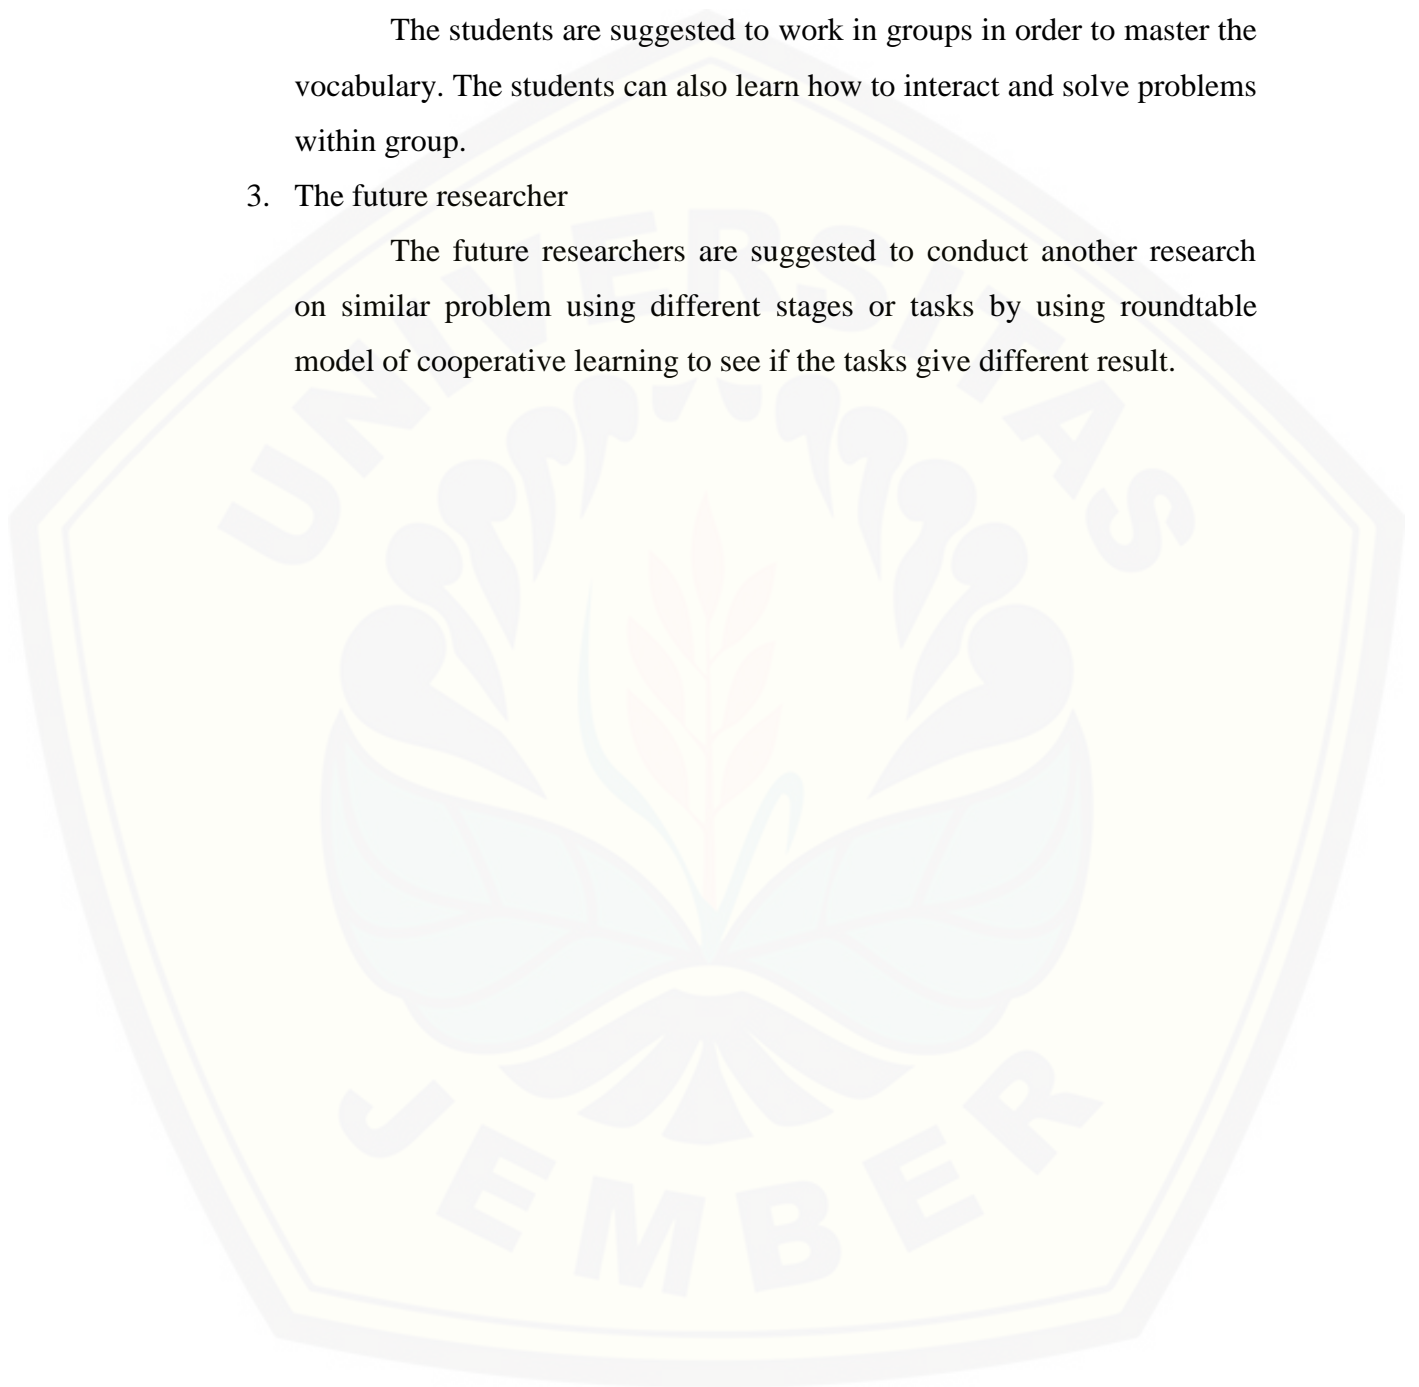 The students are suggested to work in groups in order to master the
vocabulary. The students can also learn how to interact and solve problems
within group.
3. The future researcher
The future researchers are suggested to conduct another research
on similar problem using different stages or tasks by using roundtable
model of cooperative learning to see if the tasks give different result.
UNIVERSITAS
JEMBER